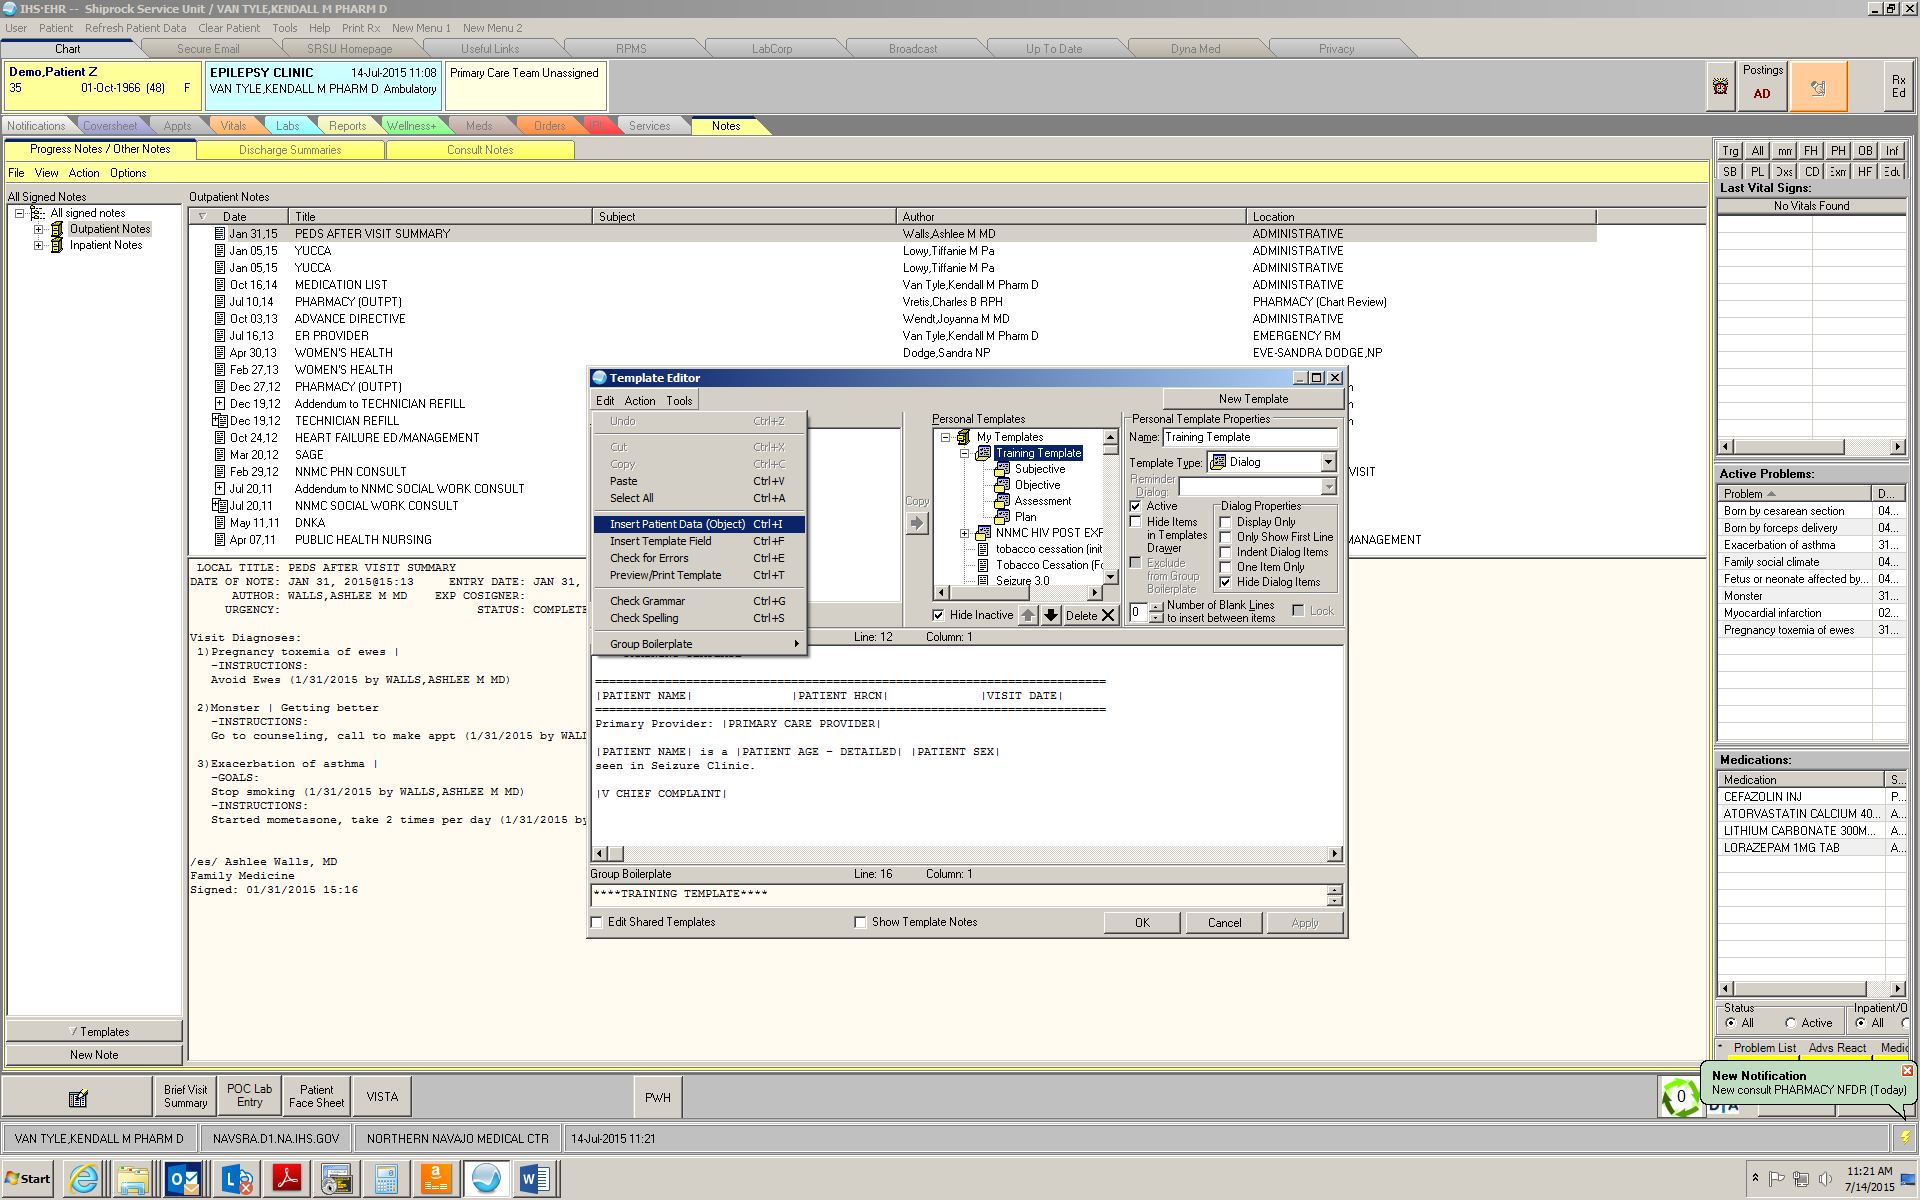 IHS-EHR -- Shiprock Service Unit / VAN TYLE,KENDALL M PHARM D
User Patient Refresh Patient Data Clear Patient Tools Help Print Rx New Menu 1 New Menu 2
Chart Secure Email SRSU Homepage Useful Links RPMS LabCorp Broadcast Up To Date Dyna Med Privacy
Demo,Patient Z
35 01-Oct-1966 (48) F
EPILEPSY CLINIC 14-Jul-2015 11:08
VAN TYLE,KENDALL M PHARM D Ambulatory
Primary Care Team Unassigned
Postings
AD
Rx
Ed
Notifications Coversheet Appts Vitals Labs Reports Wellness+ Meds Orders Services Notes
Progress Notes / Other Notes Discharge Summaries Consult Notes
File View Action Options
All Signed Notes
All signed notes
Outpatient Notes
Inpatient Notes
Outpatient Notes
Date Title Subject Author Location
Jan 31,15 PEDS AFTER VISIT SUMMARY Walls,Ashlee M MD ADMINISTRATIVE
Jan 05,15 YUCCA Lowy,Tiffanie M Pa ADMINISTRATIVE
Jan 05,15 YUCCA Lowy,Tiffanie M Pa ADMINISTRATIVE
Oct 16,14 MEDICATION LIST Van Tyle,Kendall M Pharm D ADMINISTRATIVE
Jul 10,14 PHARMACY (OUTPT) Vretis,Charles B RPH PHARMACY (Chart Review)
Oct 03,13 ADVANCE DIRECTIVE Wendt,Joyanna M MD ADMINISTRATIVE
Jul 16,13 ER PROVIDER Van Tyle,Kendall M Pharm D EMERGENCY RM
Apr 30,13 WOMEN'S HEALTH Dodge,Sandra NP EVE-SANDRA DODGE,NP
Feb 27,13 WOMEN'S HEALTH
Dec 27,12 PHARMACY (OUTPT)
Dec 19,12 Addendum to TECHNICIAN REFILL
Dec 19,12 TECHNICIAN REFILL
Oct 24,12 HEART FAILURE ED/MANAGEMENT
Mar 20,12 SAGE
Feb 29,12 NNMC PHN CONSULT VISIT
Jul 20,11 Addendum to NNMC SOCIAL WORK CONSULT
Jul 20,11 NNMC SOCIAL WORK CONSULT
May 11,11 DNKA
Apr 07,11 PUBLIC HEALTH NURSING MANAGEMENT
LOCAL TITLE: PEDS AFTER VISIT SUMMARY
DATE OF NOTE: JAN 31, 2015@15:13 ENTRY DATE: JAN 31,
AUTHOR: WALLS,ASHLEE M MD EXP COSIGNER:
URGENCY: STATUS: COMPLETE
Visit Diagnoses:
1)Pregnancy toxemia of ewes |
-INSTRUCTIONS:
Avoid Ewes (1/31/2015 by WALLS,ASHLEE M MD)
2)Monster | Getting better
-INSTRUCTIONS:
Go to counseling, call to make appt (1/31/2015 by WALL
3)Exacerbation of asthma |
-GOALS:
Stop smoking (1/31/2015 by WALLS,ASHLEE M MD)
-INSTRUCTIONS:
Started mometasone, take 2 times per day (1/31/2015 by
/es/ Ashlee Walls, MD
Family Medicine
Signed: 01/31/2015 15:16
Templates
New Note
Template Editor
Edit Action Tools New Template
Undo Ctrl+Z
Cut Ctrl+X
Copy Ctrl+C
Paste Ctrl+V
Select All Ctrl+A
Insert Patient Data (Object) Ctrl+I
Insert Template Field Ctrl+F
Check for Errors Ctrl+E
Preview/Print Template Ctrl+T
Check Grammar Ctrl+G
Check Spelling Ctrl+S
Group Boilerplate
Copy
Personal Templates
My Templates
Training Template
Subjective
Objective
Assessment
Plan
NNMC HIV POST EXP
tobacco cessation (init
Tobacco Cessation (Fo
Seizure 3.0
Hide Inactive Delete
Personal Template Properties
Name: Training Template
Template Type: Dialog
Reminder
Dialog:
Active
Hide Items
in Templates
Drawer
Exclude
from Group
Boilerplate
Dialog Properties
Display Only
Only Show First Line
Indent Dialog Items
One Item Only
Hide Dialog Items
0 Number of Blank Lines
to insert between items
Lock
Line: 12 Column: 1
|PATIENT NAME| |PATIENT HRCN| |VISIT DATE|
Primary Provider: |PRIMARY CARE PROVIDER|
|PATIENT NAME| is a |PATIENT AGE - DETAILED| |PATIENT SEX|
seen in Seizure Clinic.
|V CHIEF COMPLAINT|
Group Boilerplate Line: 16 Column: 1
****TRAINING TEMPLATE****
Edit Shared Templates Show Template Notes OK Cancel Apply
Trg All FH PH OB Inf
SB PL CD HF
Last Vital Signs:
No Vitals Found
Active Problems:
Problem D...
Born by cesarean section 04...
Born by forceps delivery 04...
Exacerbation of asthma 31...
Family social climate 04...
Fetus or neonate affected by... 04...
Monster 31...
Myocardial infarction 02...
Pregnancy toxemia of ewes 31...
Medications:
Medication S...
CEFAZOLIN INJ P...
ATORVASTATIN CALCIUM 40... A...
LITHIUM CARBONATE 300M... A...
LORAZEPAM 1MG TAB A...
Status
All Active
Inpatient/O
All
Problem List Advs React Medic
New Notification
New consult PHARMACY NFDR (Today)
Brief Visit
Summary
POC Lab
Entry
Patient
Face Sheet
VISTA
PWH
0
VAN TYLE,KENDALL M PHARM D NAVSRA.D1.NA.IHS.GOV NORTHERN NAVAJO MEDICAL CTR 14-Jul-2015 11:21
Start
11:21 AM
7/14/2015